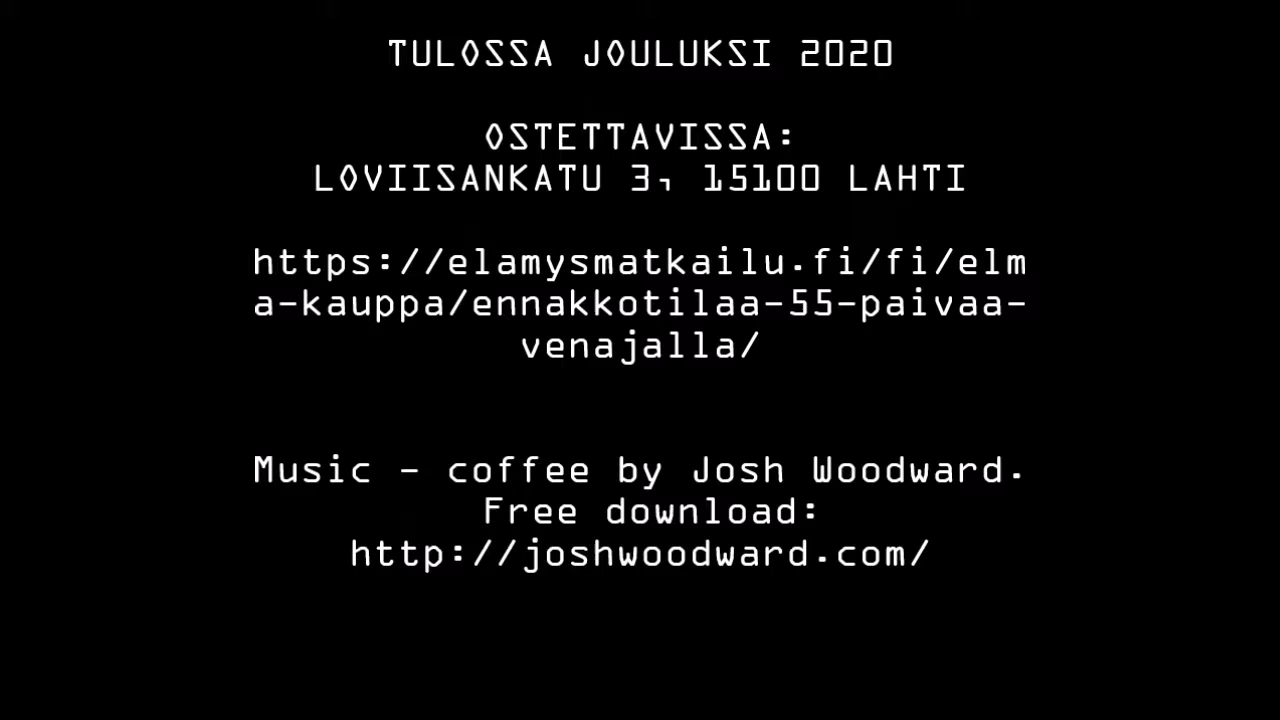 TULOSSA JOULUKSI 2020
OSTETTAVISSA:
LOVIISANKATU 3, 15100 LAHTI
https://elamysmatkailu.fi/fi/elm
a-kauppa/ennakkotilaa-55-paivaa-
venajalla/
Music - coffee by Josh Woodward.
Free download:
http://joshwoodward.com/